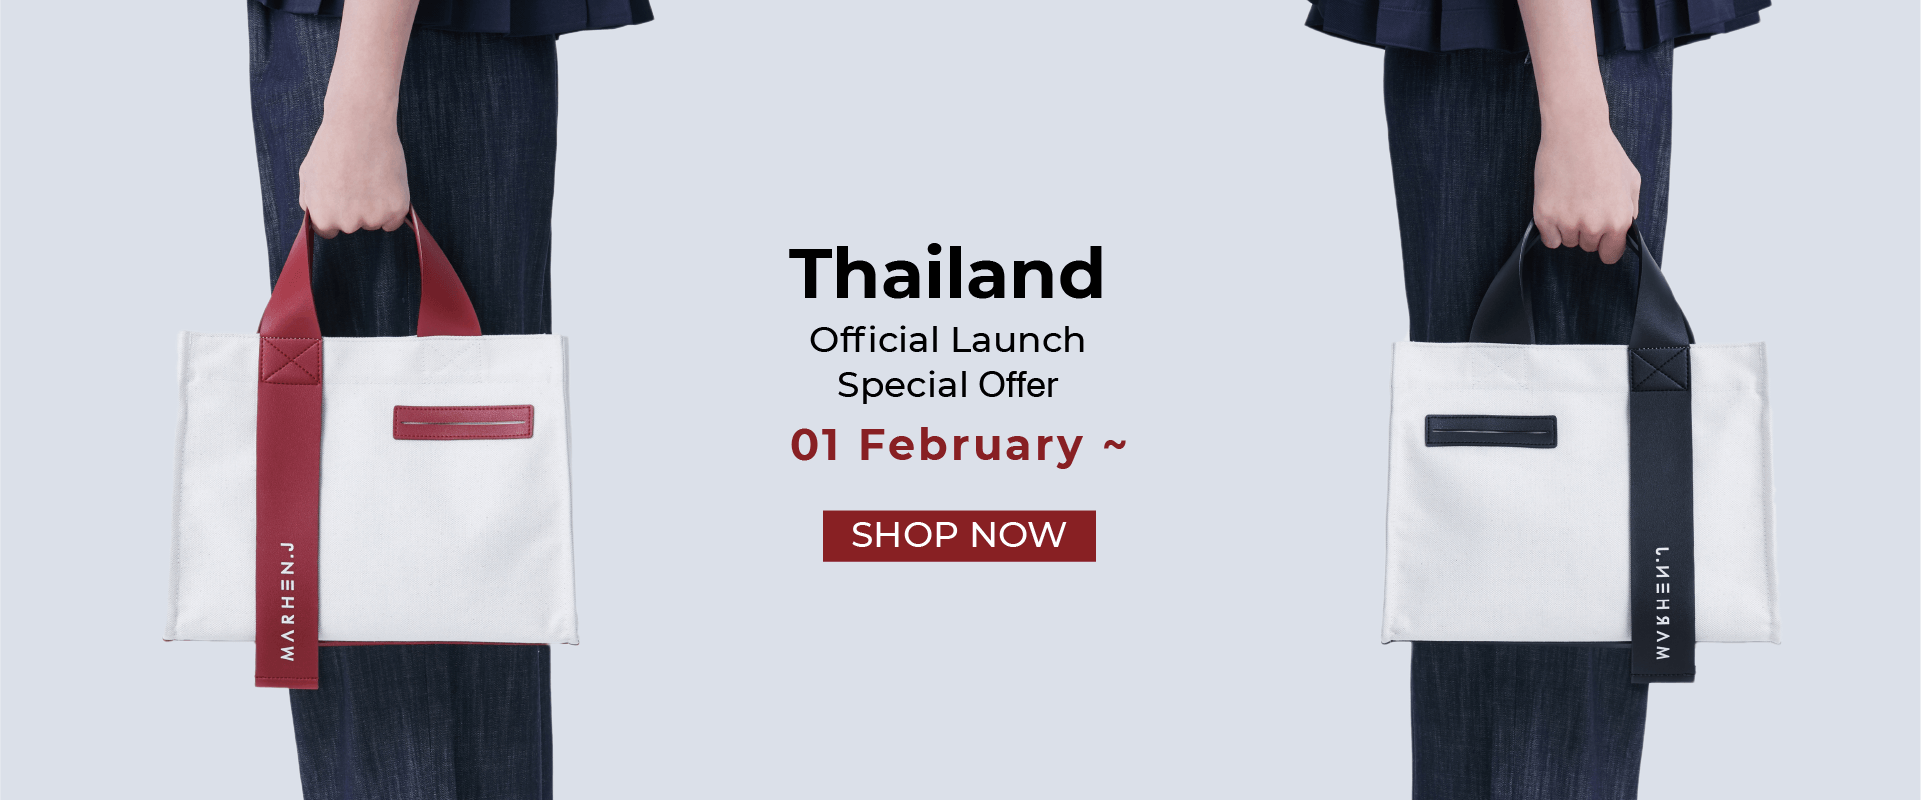 Thailand
Official Launch
Special Offer
01 February ~
SHOP NOW
MARHEN.J
MARHEN.J